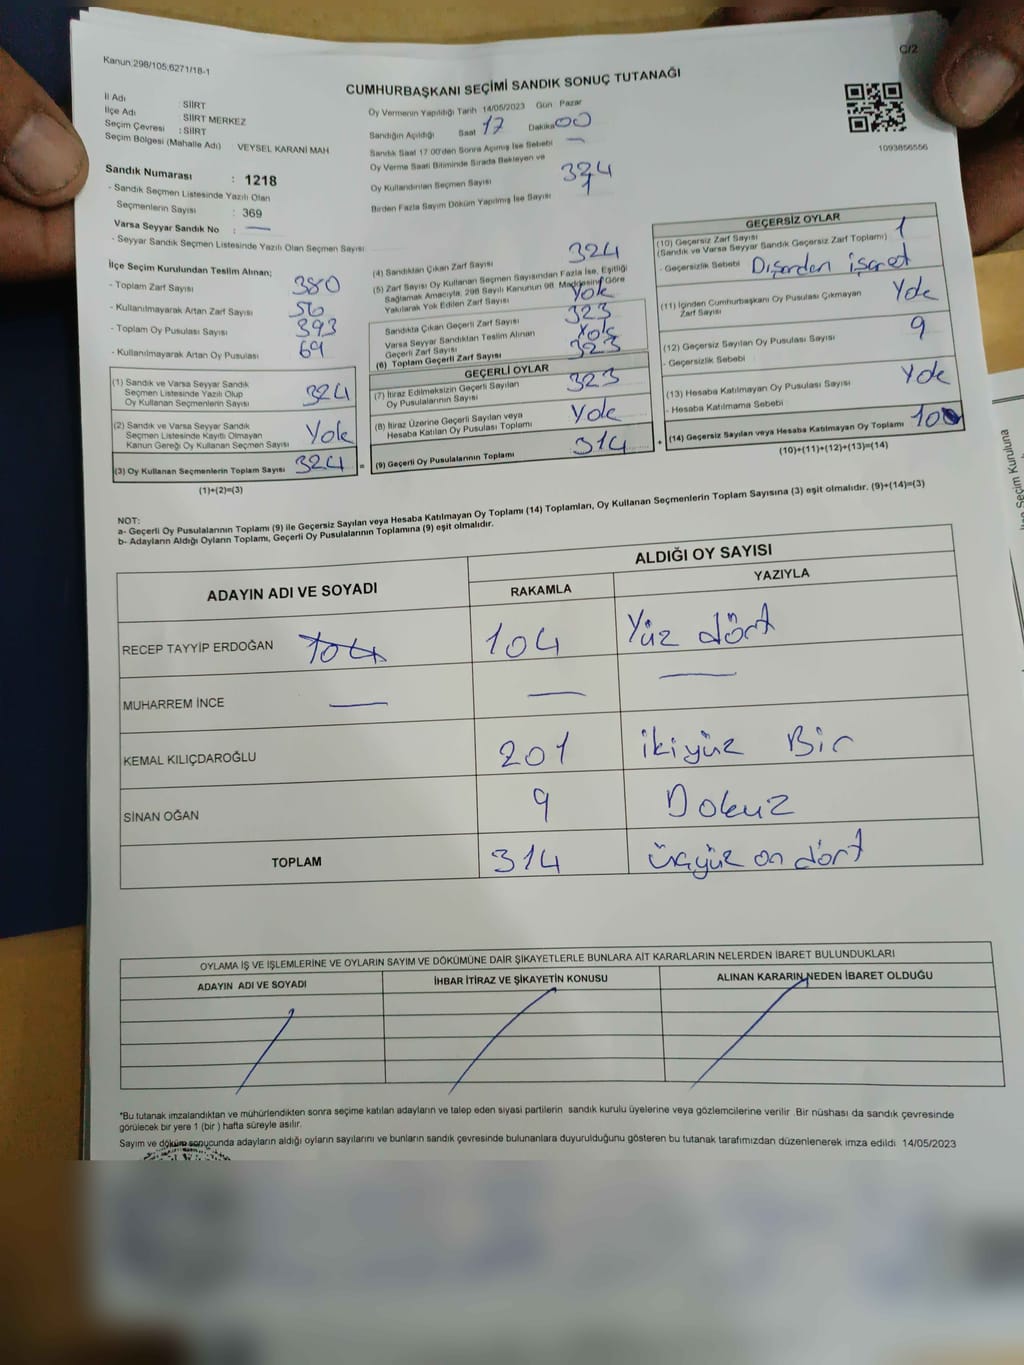 Kanun:298/105;6271/18-1
C/2
CUMHURBAŞKANI SEÇİMİ SANDIK SONUÇ TUTANAĞI
İl Adı : SİİRT
İlçe Adı : SİİRT MERKEZ
Seçim Çevresi : SİİRT
Seçim Bölgesi (Mahalle Adı) VEYSEL KARANİ MAH
Oy Vermenin Yapıldığı Tarih 14/05/2023 Gün Pazar
Sandığın Açıldığı Saat 17 Dakika 00
Sandık Saat 17:00'den Sonra Açımış İse Sebebi —
Oy Verme Saati Bitiminde Sırada Bekleyen ve
Oy Kullandırılan Seçmen Sayısı 324
Birden Fazla Sayım Döküm Yapılmış İse Sayısı 1
1093856556
Sandık Numarası : 1218
- Sandık Seçmen Listesinde Yazılı Olan
Seçmenlerin Sayısı : 369
Varsa Seyyar Sandık No : —
- Seyyar Sandık Seçmen Listesinde Yazılı Olan Seçmen Sayısı
İlçe Seçim Kurulundan Teslim Alınan;
- Toplam Zarf Sayısı 380
- Kullanılmayarak Artan Zarf Sayısı 56
- Toplam Oy Pusulası Sayısı 393
- Kullanılmayarak Artan Oy Pusulası 69
(1) Sandık ve Varsa Seyyar Sandık
Seçmen Listesinde Yazılı Olup
Oy Kullanan Seçmenlerin Sayısı 324
(2) Sandık ve Varsa Seyyar Sandık
Seçmen Listesinde Kayıtlı Olmayan
Kanun Gereği Oy Kullanan Seçmen Sayısı Yok
(3) Oy Kullanan Seçmenlerin Toplam Sayısı 324 =
(1)+(2)=(3)
(4) Sandıktan Çıkan Zarf Sayısı 324
(5) Zarf Sayısı Oy Kullanan Seçmen Sayısından Fazla İse, Eşitliği
Sağlamak Amacıyla, 298 Sayılı Kanunun 98. Maddesine Göre
Yakılarak Yok Edilen Zarf Sayısı Yok
Sandıkta Çıkan Geçerli Zarf Sayısı 323
Varsa Seyyar Sandıktan Teslim Alınan
Geçerli Zarf Sayısı Yok
(6) Toplam Geçerli Zarf Sayısı 323
GEÇERLİ OYLAR
(7) İtiraz Edilmeksizin Geçerli Sayılan
Oy Pusulalarının Sayısı 323
(8) İtiraz Üzerine Geçerli Sayılan veya
Hesaba Katılan Oy Pusulası Toplamı Yok
(9) Geçerli Oy Pusulalarının Toplamı 314 +
GEÇERSİZ OYLAR
(10) Geçersiz Zarf Sayısı 1
(Sandık ve Varsa Seyyar Sandık Geçersiz Zarf Toplamı)
- Geçersizlik Sebebi Dışardan işaret
(11) İçinden Cumhurbaşkanı Oy Pusulası Çıkmayan
Zarf Sayısı Yok
(12) Geçersiz Sayılan Oy Pusulası Sayısı 9
- Geçersizlik Sebebi
(13) Hesaba Katılmayan Oy Pusulası Sayısı Yok
- Hesaba Katılmama Sebebi
(14) Geçersiz Sayılan veya Hesaba Katılmayan Oy Toplamı 10
(10)+(11)+(12)+(13)=(14)
NOT:
a- Geçerli Oy Pusulalarının Toplamı (9) ile Geçersiz Sayılan veya Hesaba Katılmayan Oy Toplamı (14) Toplamları, Oy Kullanan Seçmenlerin Toplam Sayısına (3) eşit olmalıdır. (9)+(14)=(3)
b- Adayların Aldığı Oyların Toplamı, Geçerli Oy Pusulalarının Toplamına (9) eşit olmalıdır.
ADAYIN ADI VE SOYADI ALDIĞI OY SAYISI
RAKAMLA YAZIYLA
RECEP TAYYİP ERDOĞAN 104 104 Yüz dört
MUHARREM İNCE — — —
KEMAL KILIÇDAROĞLU 201 ikiyüz Bir
SİNAN OĞAN 9 Dokuz
TOPLAM 314 üçyüz on dört
OYLAMA İŞ VE İŞLEMLERİNE VE OYLARIN SAYIM VE DÖKÜMÜNE DAİR ŞİKAYETLERLE BUNLARA AİT KARARLARIN NELERDEN İBARET BULUNDUKLARI
ADAYIN ADI VE SOYADI İHBAR İTİRAZ VE ŞİKAYETİN KONUSU ALINAN KARARIN NEDEN İBARET OLDUĞU
*Bu tutanak imzalandıktan ve mühürlendikten sonra seçime katılan adayların ve talep eden siyasi partilerin sandık kurulu üyelerine veya gözlemcilerine verilir .Bir nüshası da sandık çevresinde
görülecek bir yere 1 (bir ) hafta süreyle asılır.
Sayım ve döküm sonucunda adayların aldığı oyların sayılarını ve bunların sandık çevresinde bulunanlara duyurulduğunu gösteren bu tutanak tarafımızdan düzenlenerek imza edildi 14/05/2023
Seçim Kuruluna